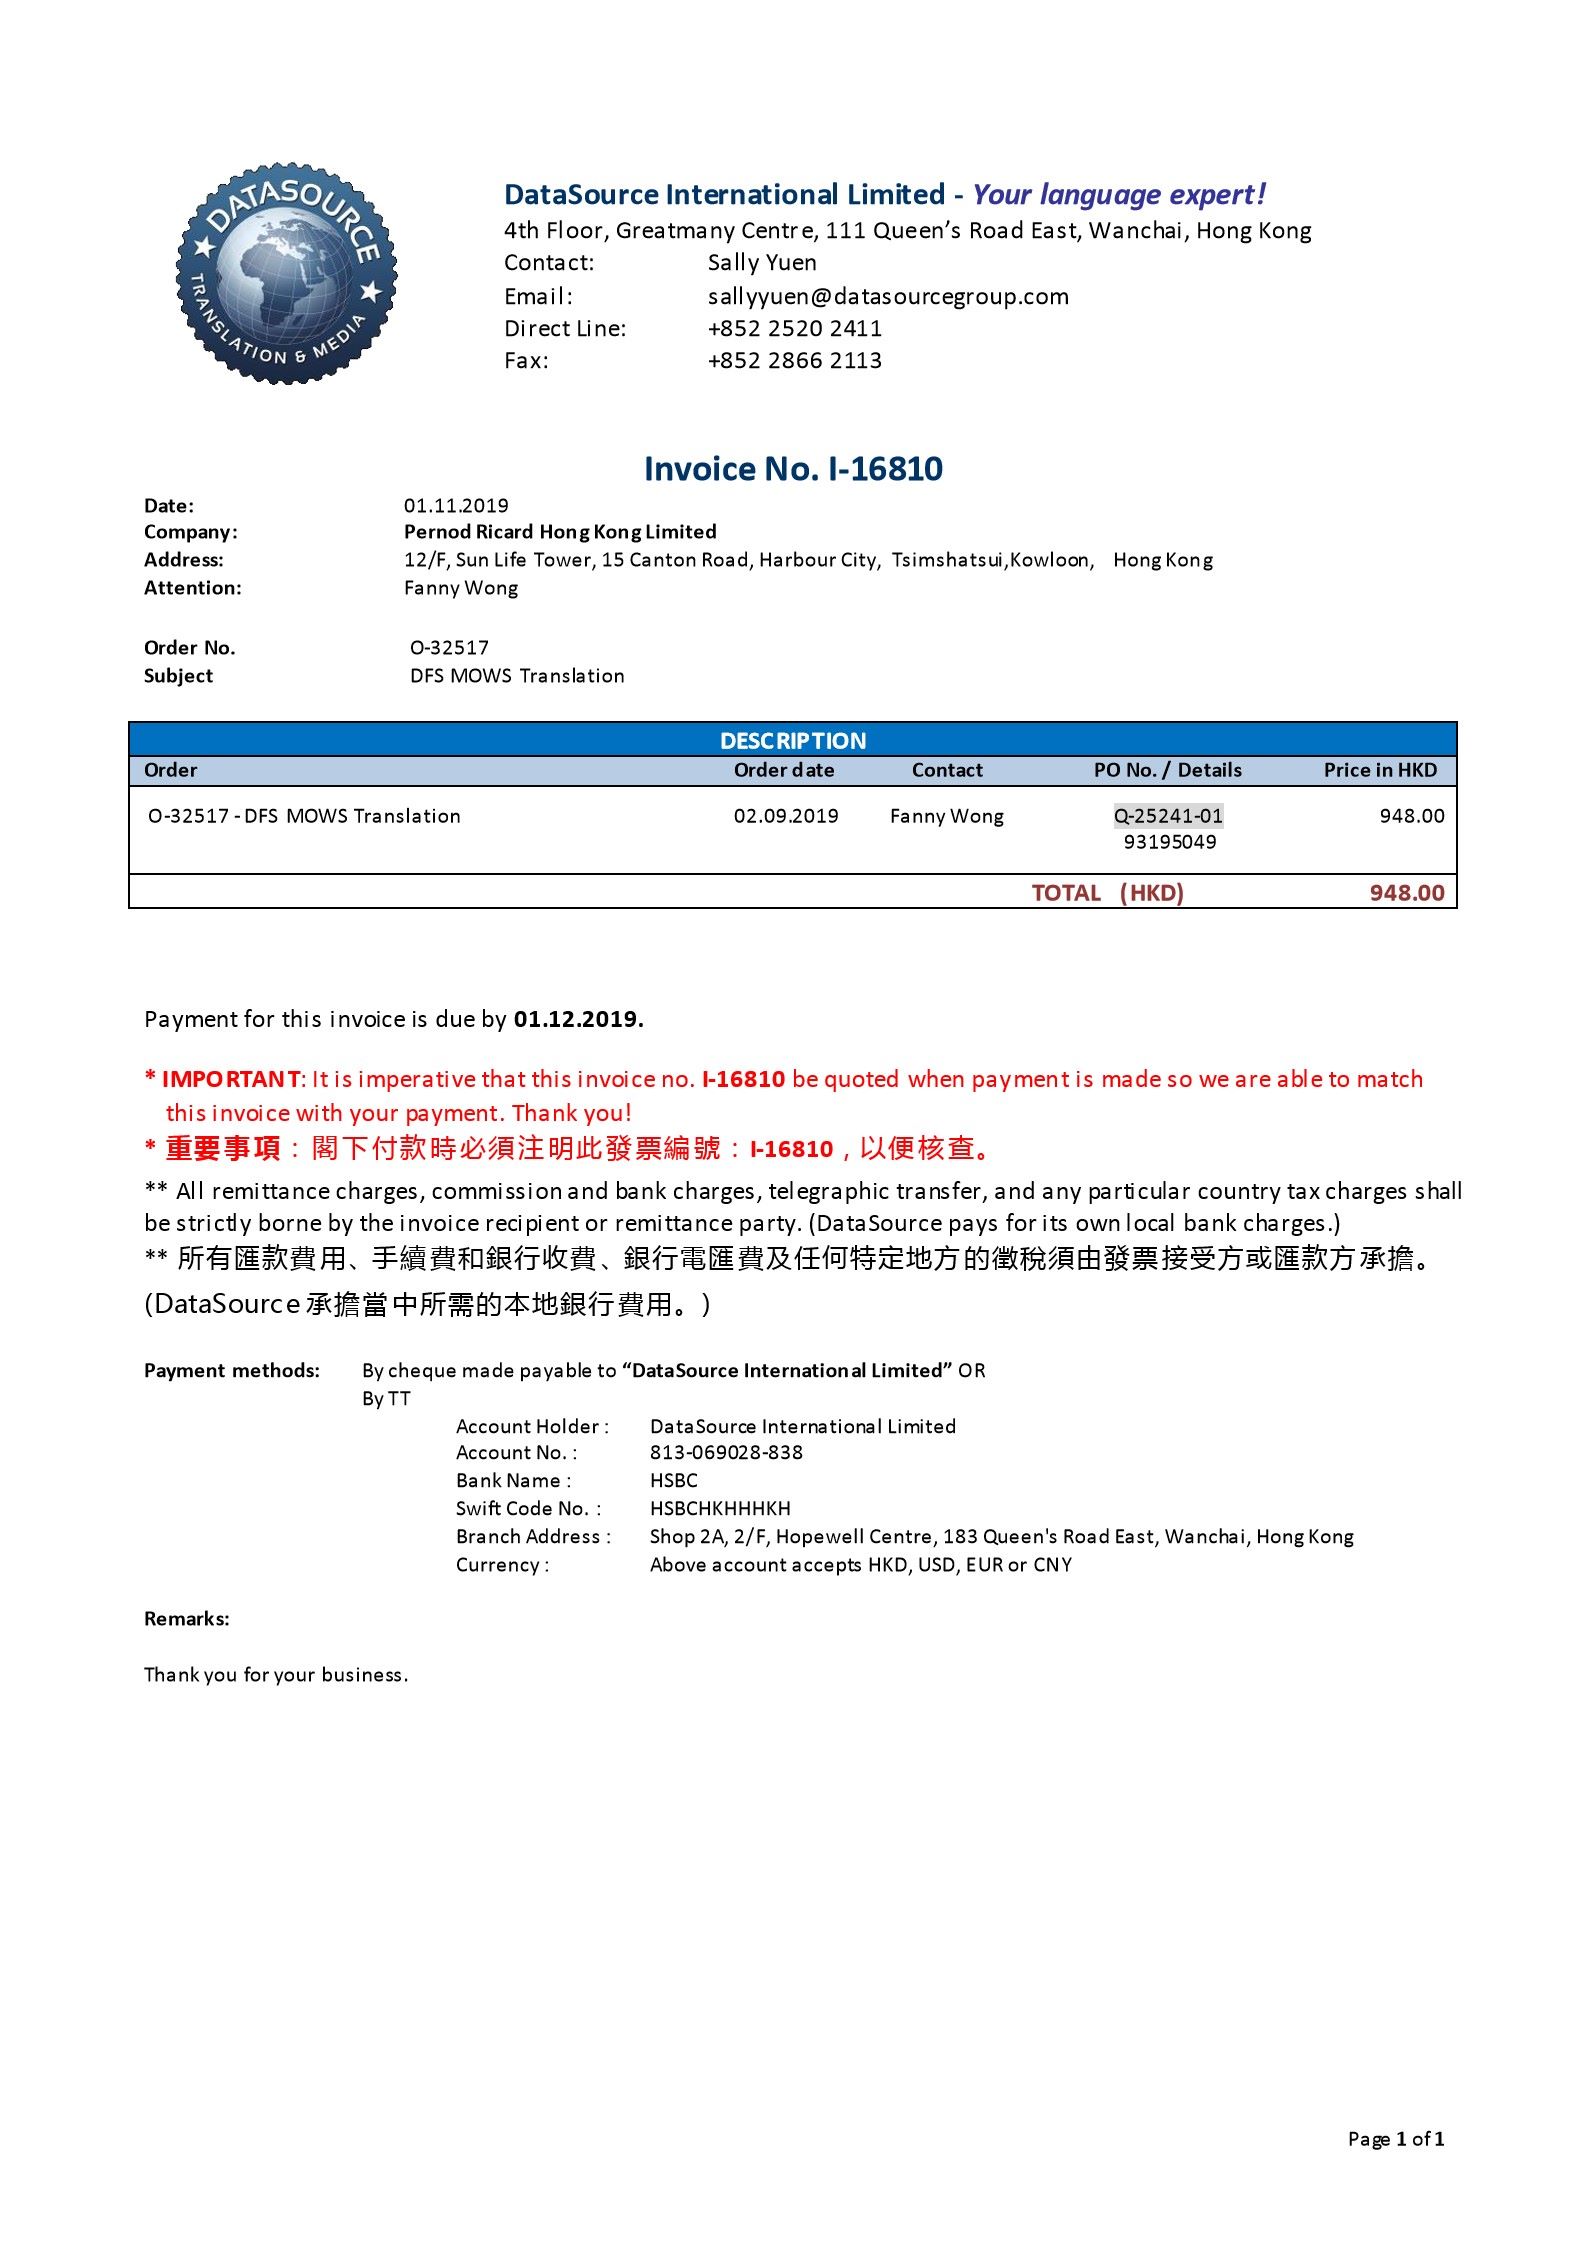 DATASOURCE
TRANSLATION & MEDIA
DataSource International Limited - Your language expert!
4th Floor, Greatmany Centre, 111 Queen’s Road East, Wanchai, Hong Kong
Contact: Sally Yuen
Email: sallyyuen@datasourcegroup.com
Direct Line: +852 2520 2411
Fax: +852 2866 2113
Invoice No. I-16810
Date: 01.11.2019
Company: Pernod Ricard Hong Kong Limited
Address: 12/F, Sun Life Tower, 15 Canton Road, Harbour City, Tsimshatsui,Kowloon, Hong Kong
Attention: Fanny Wong
Order No. O-32517
Subject DFS MOWS Translation
DESCRIPTION
Order Order date Contact PO No. / Details Price in HKD
O-32517 - DFS MOWS Translation 02.09.2019 Fanny Wong Q-25241-01 948.00
93195049
TOTAL (HKD) 948.00
Payment for this invoice is due by 01.12.2019.
* IMPORTANT: It is imperative that this invoice no. I-16810 be quoted when payment is made so we are able to match
this invoice with your payment. Thank you!
* 重要事項：閣下付款時必須注明此發票編號：I-16810，以便核查。
** All remittance charges, commission and bank charges, telegraphic transfer, and any particular country tax charges shall
be strictly borne by the invoice recipient or remittance party. (DataSource pays for its own local bank charges.)
** 所有匯款費用、手續費和銀行收費、銀行電匯費及任何特定地方的徵稅須由發票接受方或匯款方承擔。
(DataSource 承擔當中所需的本地銀行費用。)
Payment methods: By cheque made payable to “DataSource International Limited” OR
By TT
Account Holder : DataSource International Limited
Account No. : 813-069028-838
Bank Name : HSBC
Swift Code No. : HSBCHKHHHKH
Branch Address : Shop 2A, 2/F, Hopewell Centre, 183 Queen's Road East, Wanchai, Hong Kong
Currency : Above account accepts HKD, USD, EUR or CNY
Remarks:
Thank you for your business.
Page 1 of 1